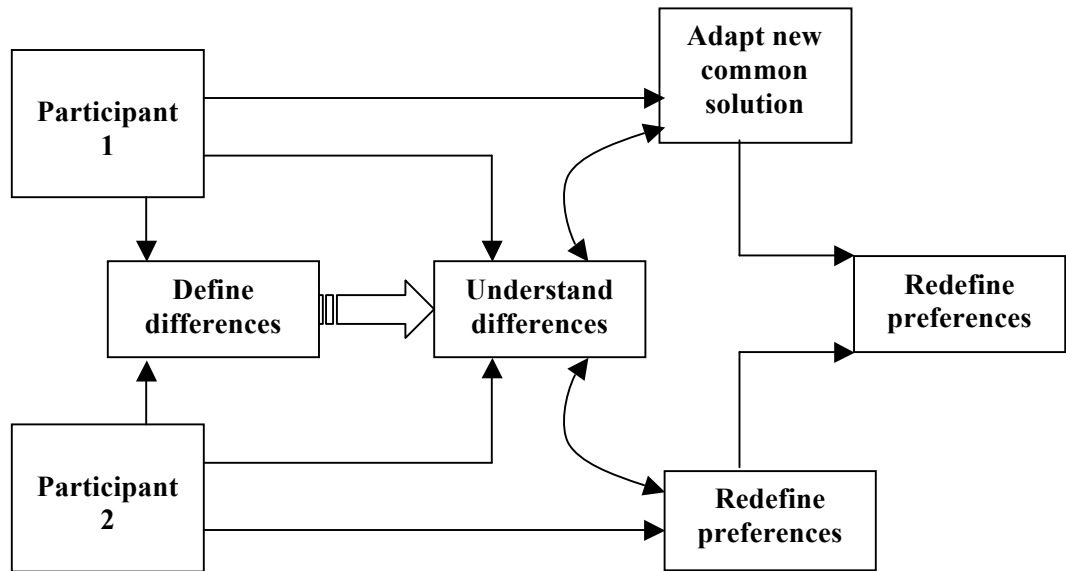 Adapt new
common
solution
Participant
1
Define
differences
Understand
differences
Redefine
preferences
Participant
2
Redefine
preferences